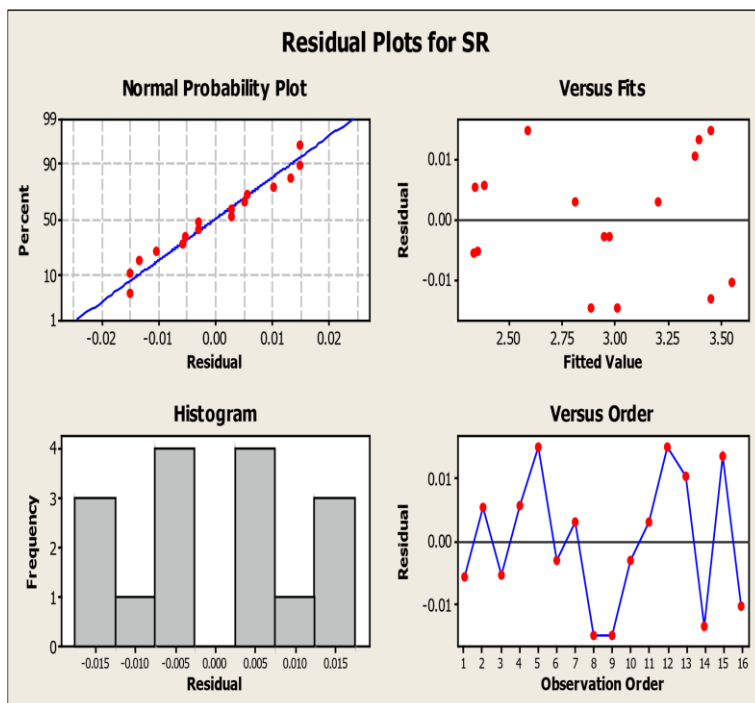 Residual Plots for SR
Normal Probability Plot
99
90
50
10
1
Percent
-0.02 -0.01 0.00 0.01 0.02
Residual
Versus Fits
0.01
0.00
-0.01
Residual
2.50 2.75 3.00 3.25 3.50
Fitted Value
Histogram
4
3
2
1
0
Frequency
-0.015 -0.010 -0.005 0.000 0.005 0.010 0.015
Residual
Versus Order
0.01
0.00
-0.01
Residual
1 2 3 4 5 6 7 8 9 10 11 12 13 14 15 16
Observation Order